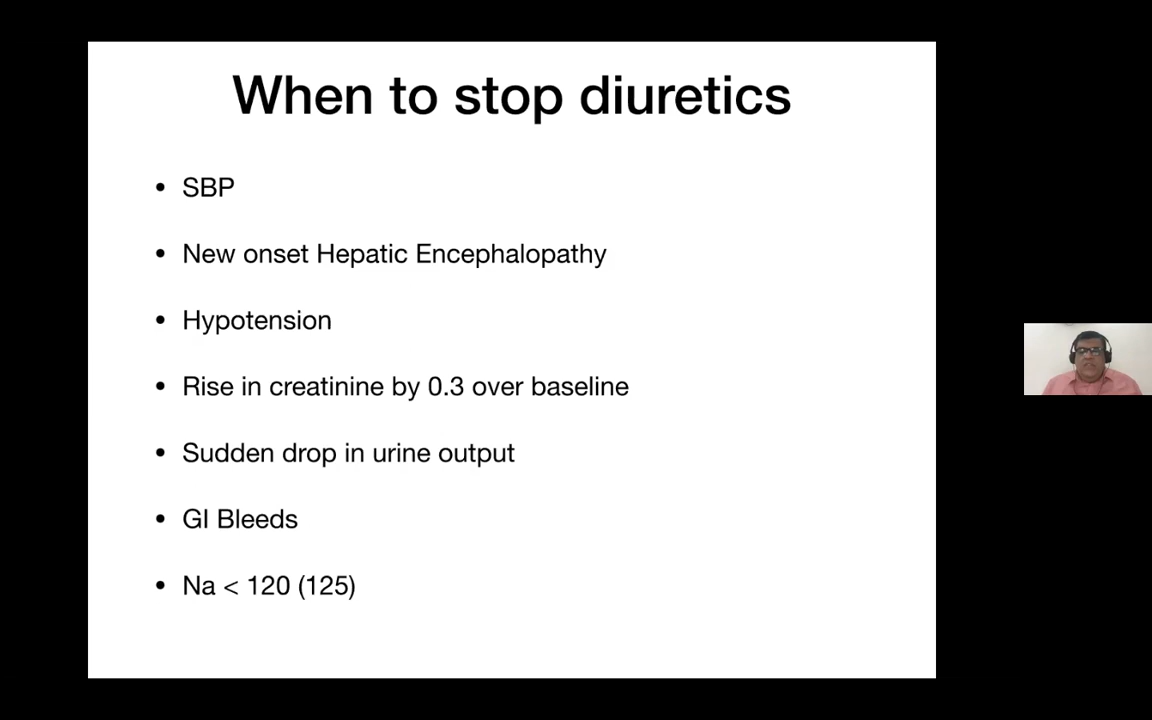 When to stop diuretics
• SBP
• New onset Hepatic Encephalopathy
• Hypotension
• Rise in creatinine by 0.3 over baseline
• Sudden drop in urine output
• GI Bleeds
• Na < 120 (125)